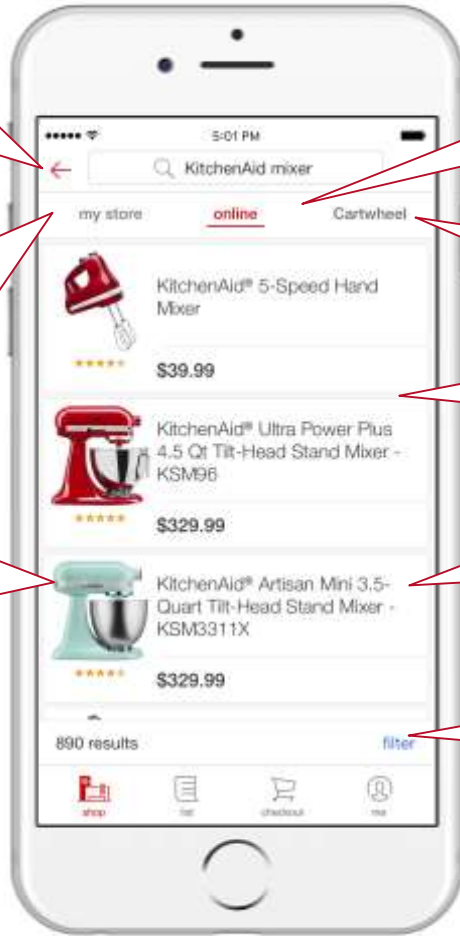 5:01 PM
KitchenAid mixer
my store online Cartwheel
KitchenAid® 5-Speed Hand
Mixer
$39.99
KitchenAid® Ultra Power Plus
4.5 Qt Tilt-Head Stand Mixer -
KSM96
$329.99
KitchenAid® Artisan Mini 3.5-
Quart Tilt-Head Stand Mixer -
KSM3311X
$329.99
890 results filter
shop list checkout me